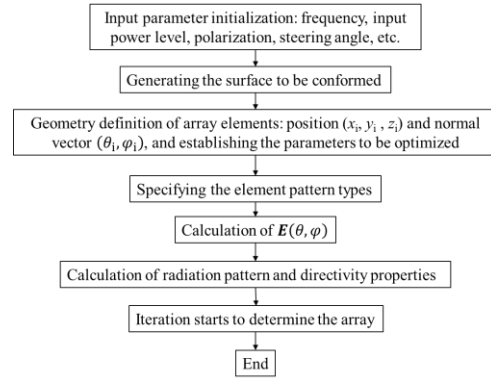 Input parameter initialization: frequency, input
power level, polarization, steering angle, etc.
Generating the surface to be conformed
Geometry definition of array elements: position (xᵢ, yᵢ , zᵢ) and normal
vector (θᵢ, φᵢ), and establishing the parameters to be optimized
Specifying the element pattern types
Calculation of E(θ, φ)
Calculation of radiation pattern and directivity properties
Iteration starts to determine the array
End